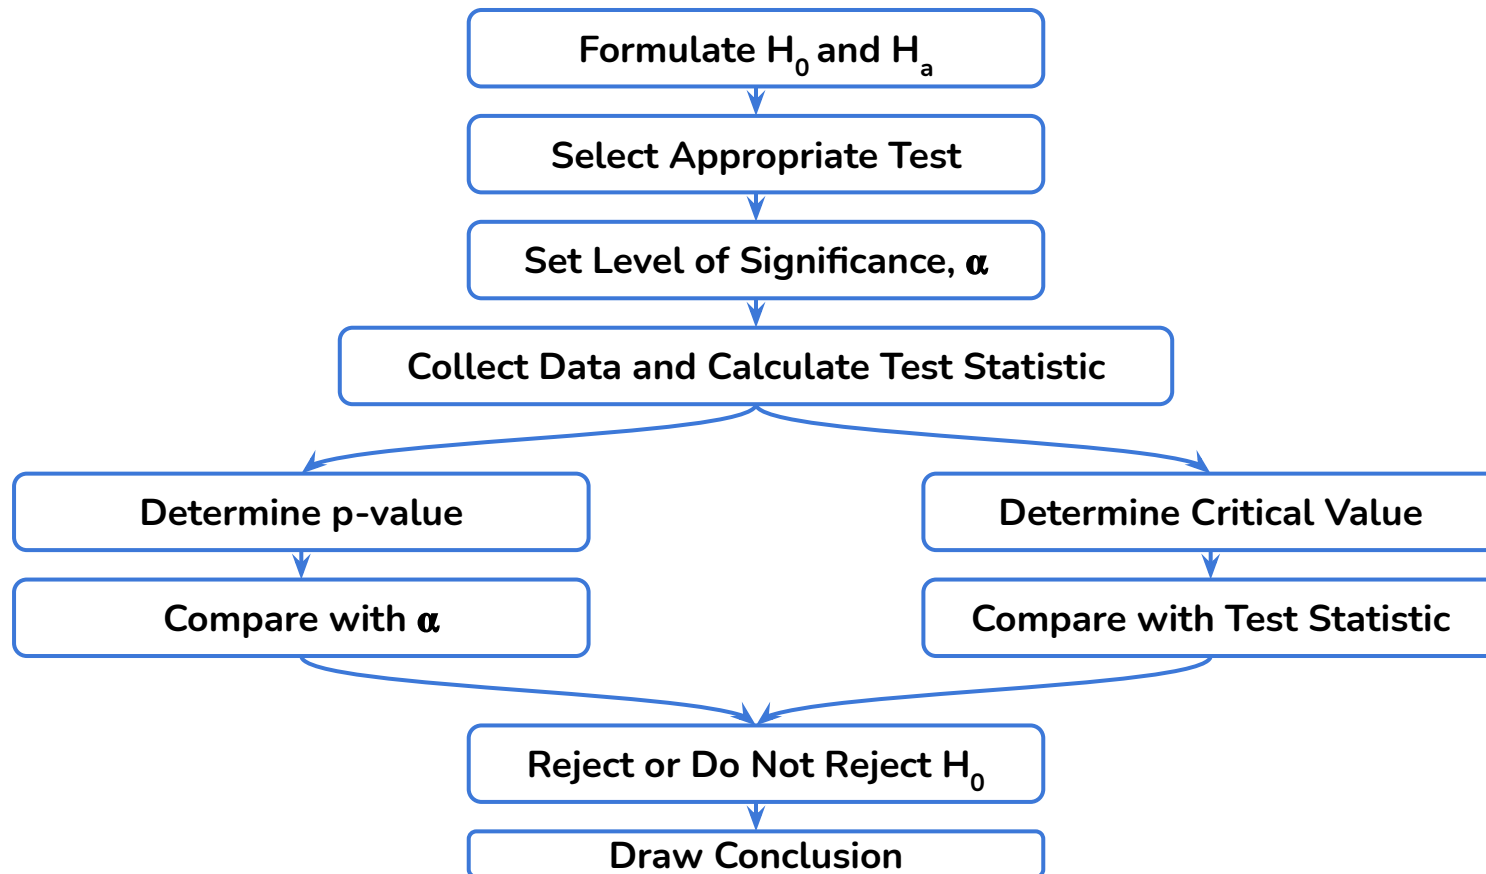 Formulate H₀ and Hₐ
Select Appropriate Test
Set Level of Significance, α
Collect Data and Calculate Test Statistic
Determine p-value
Compare with α
Determine Critical Value
Compare with Test Statistic
Reject or Do Not Reject H₀
Draw Conclusion